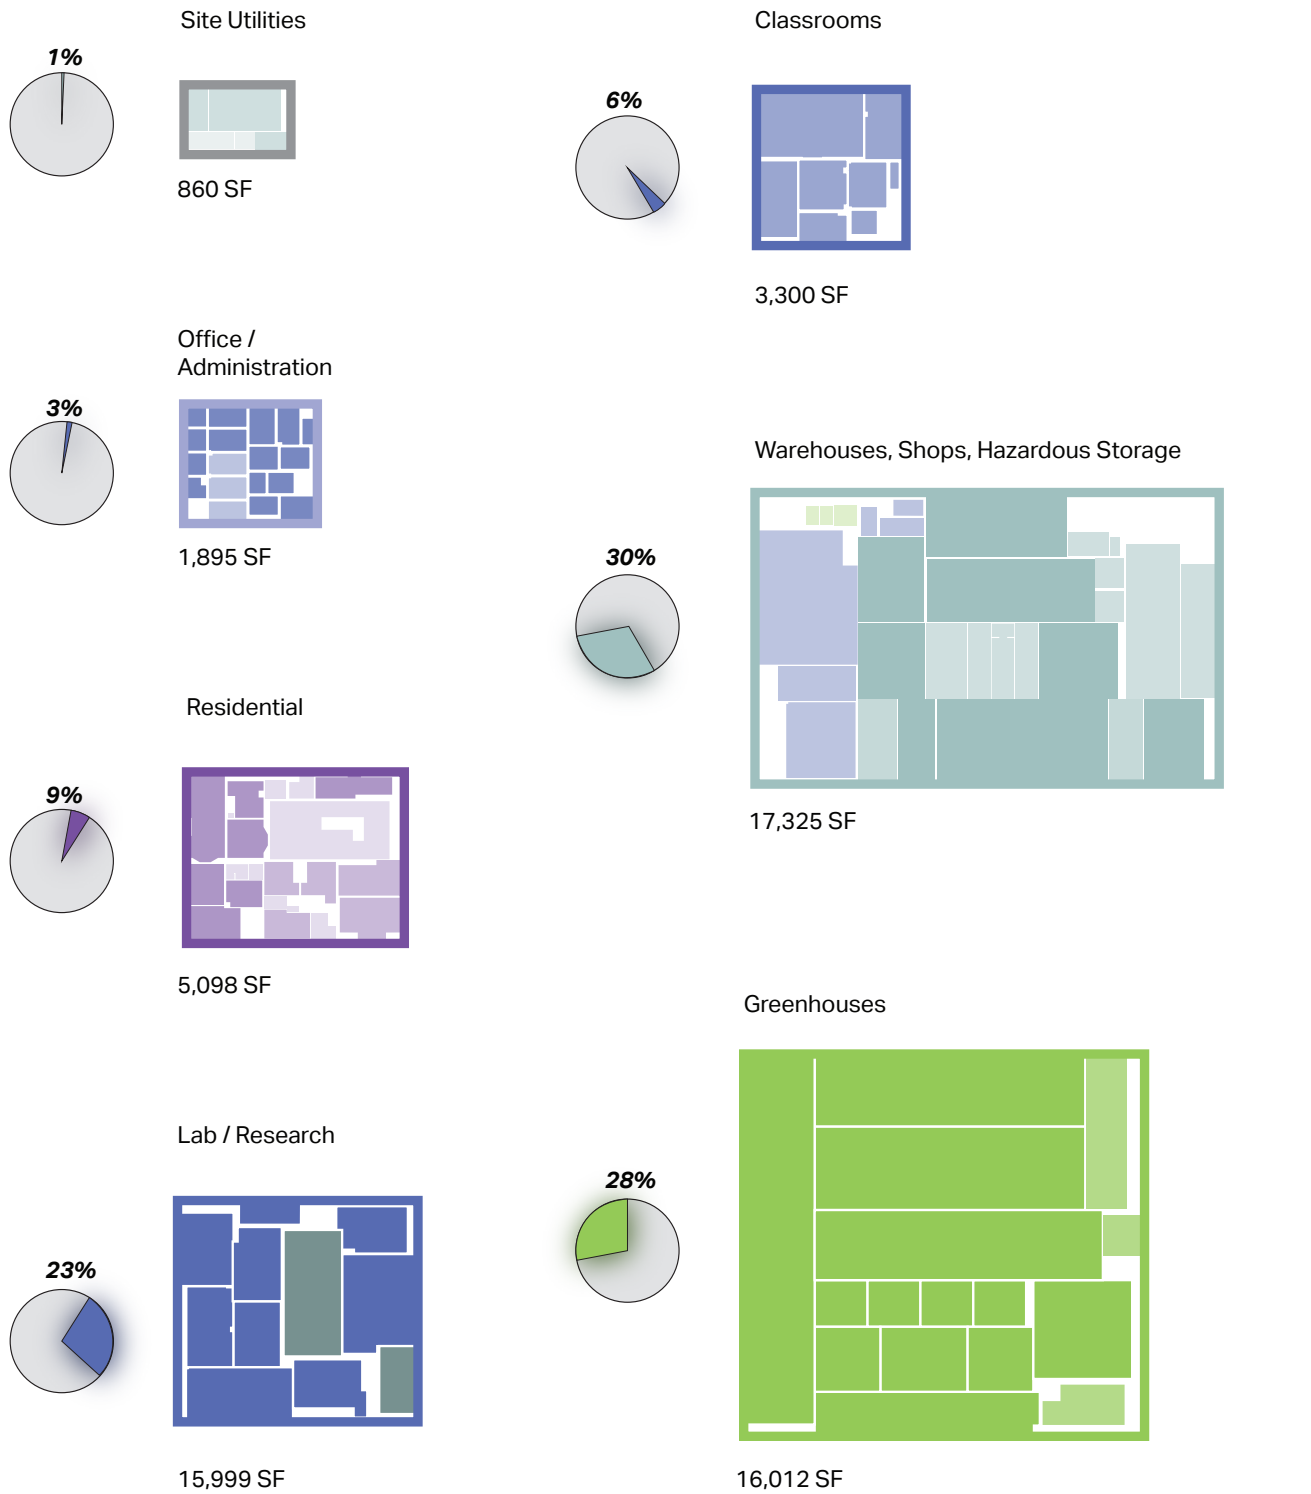 Site Utilities
1%
860 SF
Office /
Administration
3%
1,895 SF
Residential
9%
5,098 SF
Lab / Research
23%
15,999 SF
Classrooms
6%
3,300 SF
Warehouses, Shops, Hazardous Storage
30%
17,325 SF
Greenhouses
28%
16,012 SF